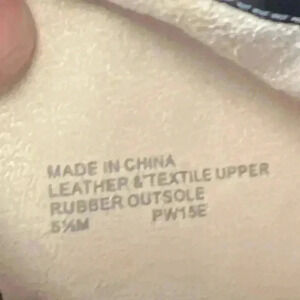 MADE IN CHINA
LEATHER & TEXTILE UPPER
RUBBER OUTSOLE
5½M PW15E